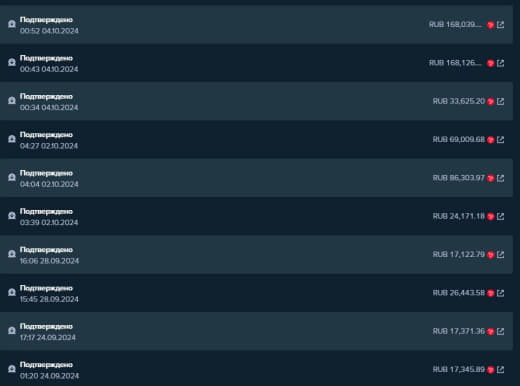 Подтверждено
00:52 04.10.2024
RUB 168,039....
Подтверждено
00:43 04.10.2024
RUB 168,126....
Подтверждено
00:34 04.10.2024
RUB 33,625.20
Подтверждено
04:27 02.10.2024
RUB 69,009.68
Подтверждено
04:04 02.10.2024
RUB 86,303.97
Подтверждено
03:39 02.10.2024
RUB 24,171.18
Подтверждено
16:06 28.09.2024
RUB 17,122.79
Подтверждено
15:45 28.09.2024
RUB 26,443.58
Подтверждено
17:17 24.09.2024
RUB 17,371.36
Подтверждено
01:20 24.09.2024
RUB 17,345.89